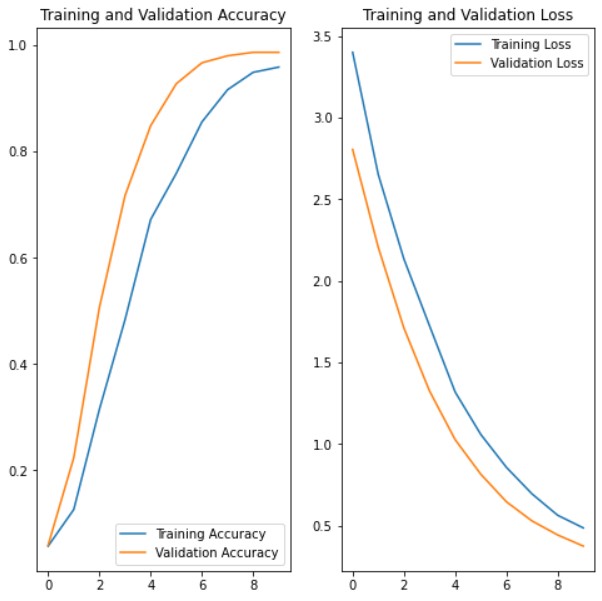 Training and Validation Accuracy
1.0
0.8
0.6
0.4
0.2
Training Accuracy
Validation Accuracy
0 2 4 6 8
Training and Validation Loss
3.5
3.0
2.5
2.0
1.5
1.0
0.5
Training Loss
Validation Loss
0 2 4 6 8